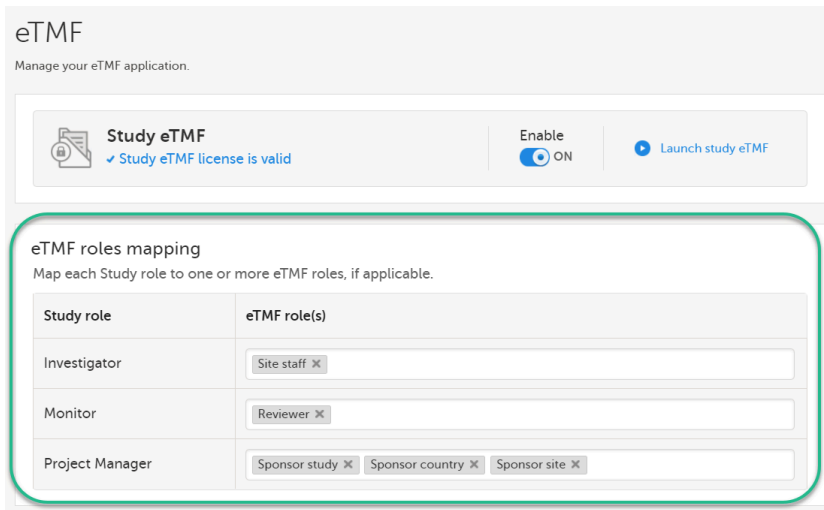 eTMF
Manage your eTMF application.
Study eTMF
✔ Study eTMF license is valid
Enable
ON
Launch study eTMF
eTMF roles mapping
Map each Study role to one or more eTMF roles, if applicable.
Study role eTMF role(s)
Investigator Site staff ×
Monitor Reviewer ×
Project Manager Sponsor study × Sponsor country × Sponsor site ×